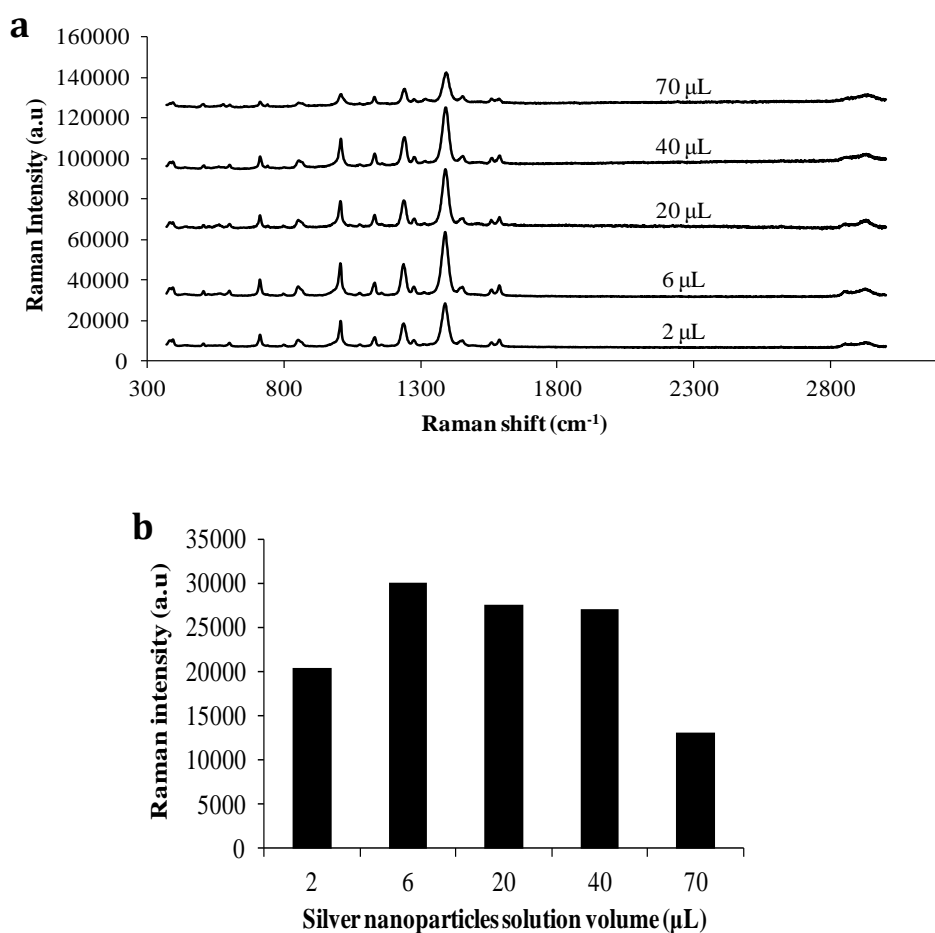 a
Raman Intensity (a.u)
160000
140000
120000
100000
80000
60000
40000
20000
0
70 µL
40 µL
20 µL
6 µL
2 µL
300 800 1300 1800 2300 2800
Raman shift (cm-1)
b
Raman intensity (a.u)
35000
30000
25000
20000
15000
10000
5000
0
2 6 20 40 70
Silver nanoparticles solution volume (µL)